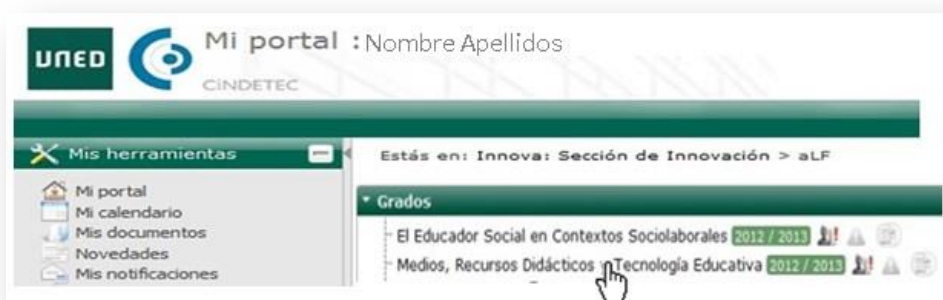 UNED
Mi portal : Nombre Apellidos
CiNDETEC
Mis herramientas
Mi portal
Mi calendario
Mis documentos
Novedades
Mis notificaciones
Estás en: Innova: Sección de Innovación > aLF
Grados
El Educador Social en Contextos Sociolaborales 2012 / 2013
Medios, Recursos Didácticos y Tecnología Educativa 2012 / 2013